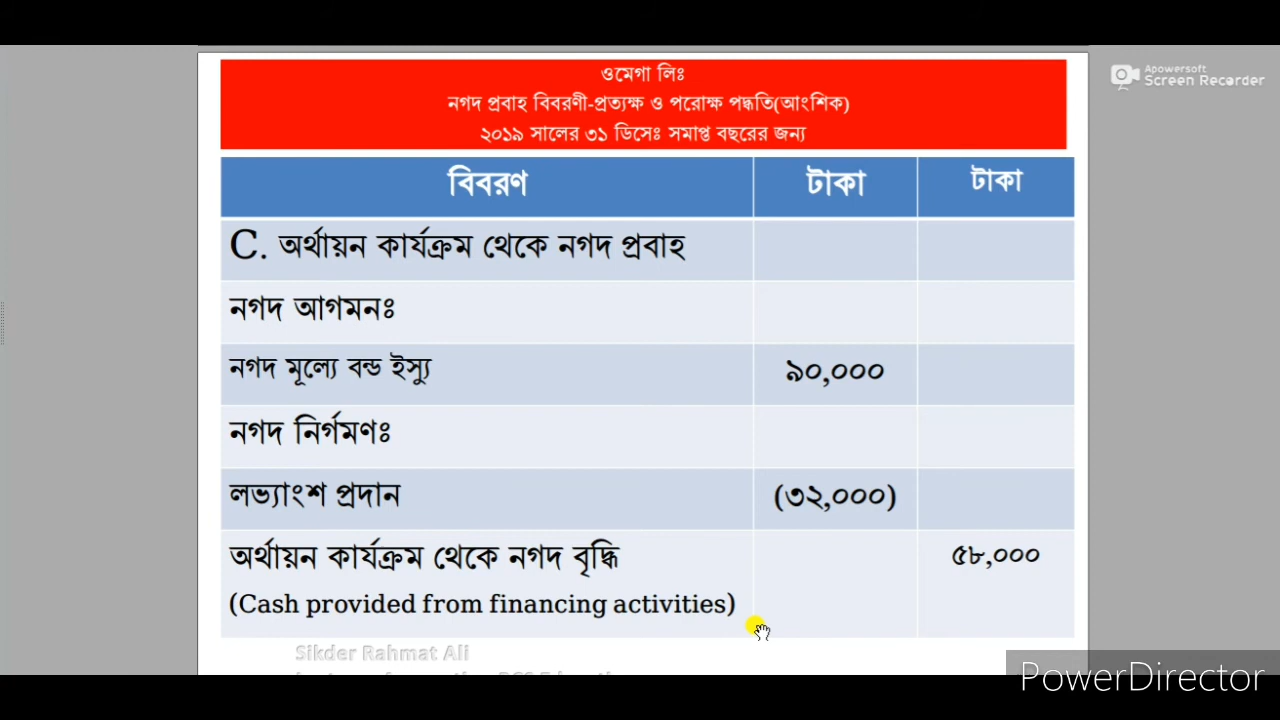 ওমেগা লিঃ
নগদ প্রবাহ বিবরণী-প্রত্যক্ষ ও পরোক্ষ পদ্ধতি(আংশিক)
২০১৯ সালের ৩১ ডিসেঃ সমাপ্ত বছরের জন্য
Apowersoft
Screen Recorder
বিবরণ টাকা টাকা
C. অর্থায়ন কার্যক্রম থেকে নগদ প্রবাহ
নগদ আগমনঃ
নগদ মূল্যে বন্ড ইস্যু ৯০,০০০
নগদ নির্গমণঃ
লভ্যাংশ প্রদান (৩২,০০০)
অর্থায়ন কার্যক্রম থেকে নগদ বৃদ্ধি ৫৮,০০০
(Cash provided from financing activities)
Sikder Rahmat Ali
PowerDirector